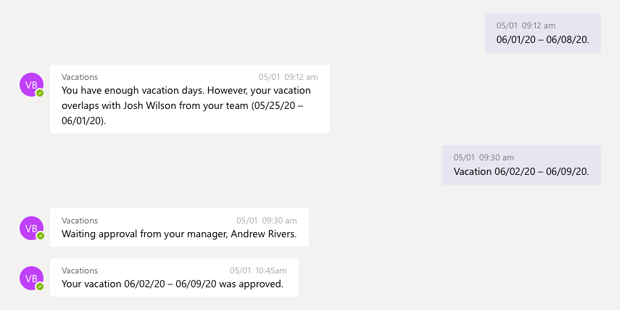 05/01 09:12 am
06/01/20 – 06/08/20.
VB
Vacations 05/01 09:12 am
You have enough vacation days. However, your vacation
overlaps with Josh Wilson from your team (05/25/20 –
06/01/20).
05/01 09:30 am
Vacation 06/02/20 – 06/09/20.
VB
Vacations 05/01 09:30 am
Waiting approval from your manager, Andrew Rivers.
VB
Vacations 05/01 10:45am
Your vacation 06/02/20 – 06/09/20 was approved.